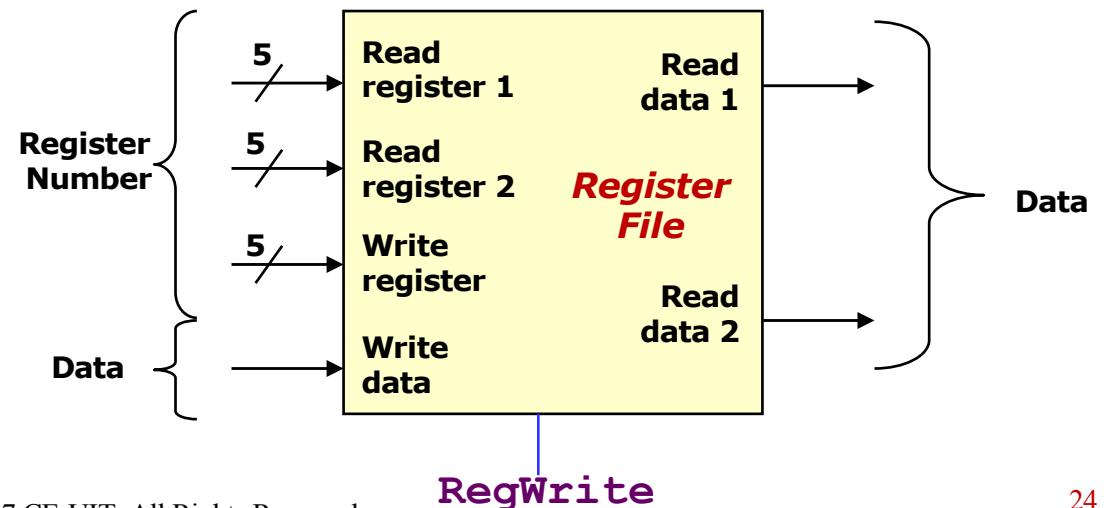 Register
Number
Data
5
5
5
Read
register 1
Read
register 2
Write
register
Write
data
Register
File
Read
data 1
Read
data 2
Data
RegWrite
24